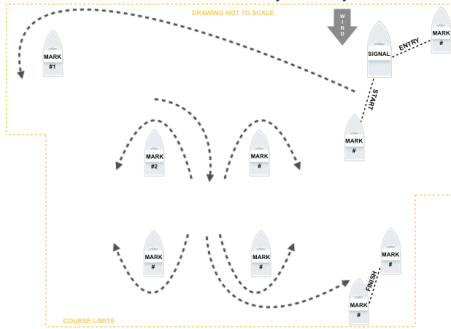 DRAWING NOT TO SCALE
WIND
MARK
#
ENTRY
SIGNAL
MARK
#1
START
MARK
#
MARK
#2
MARK
#
MARK
#
MARK
#
MARK
#
FINISH
MARK
#
COURSE LIMITS